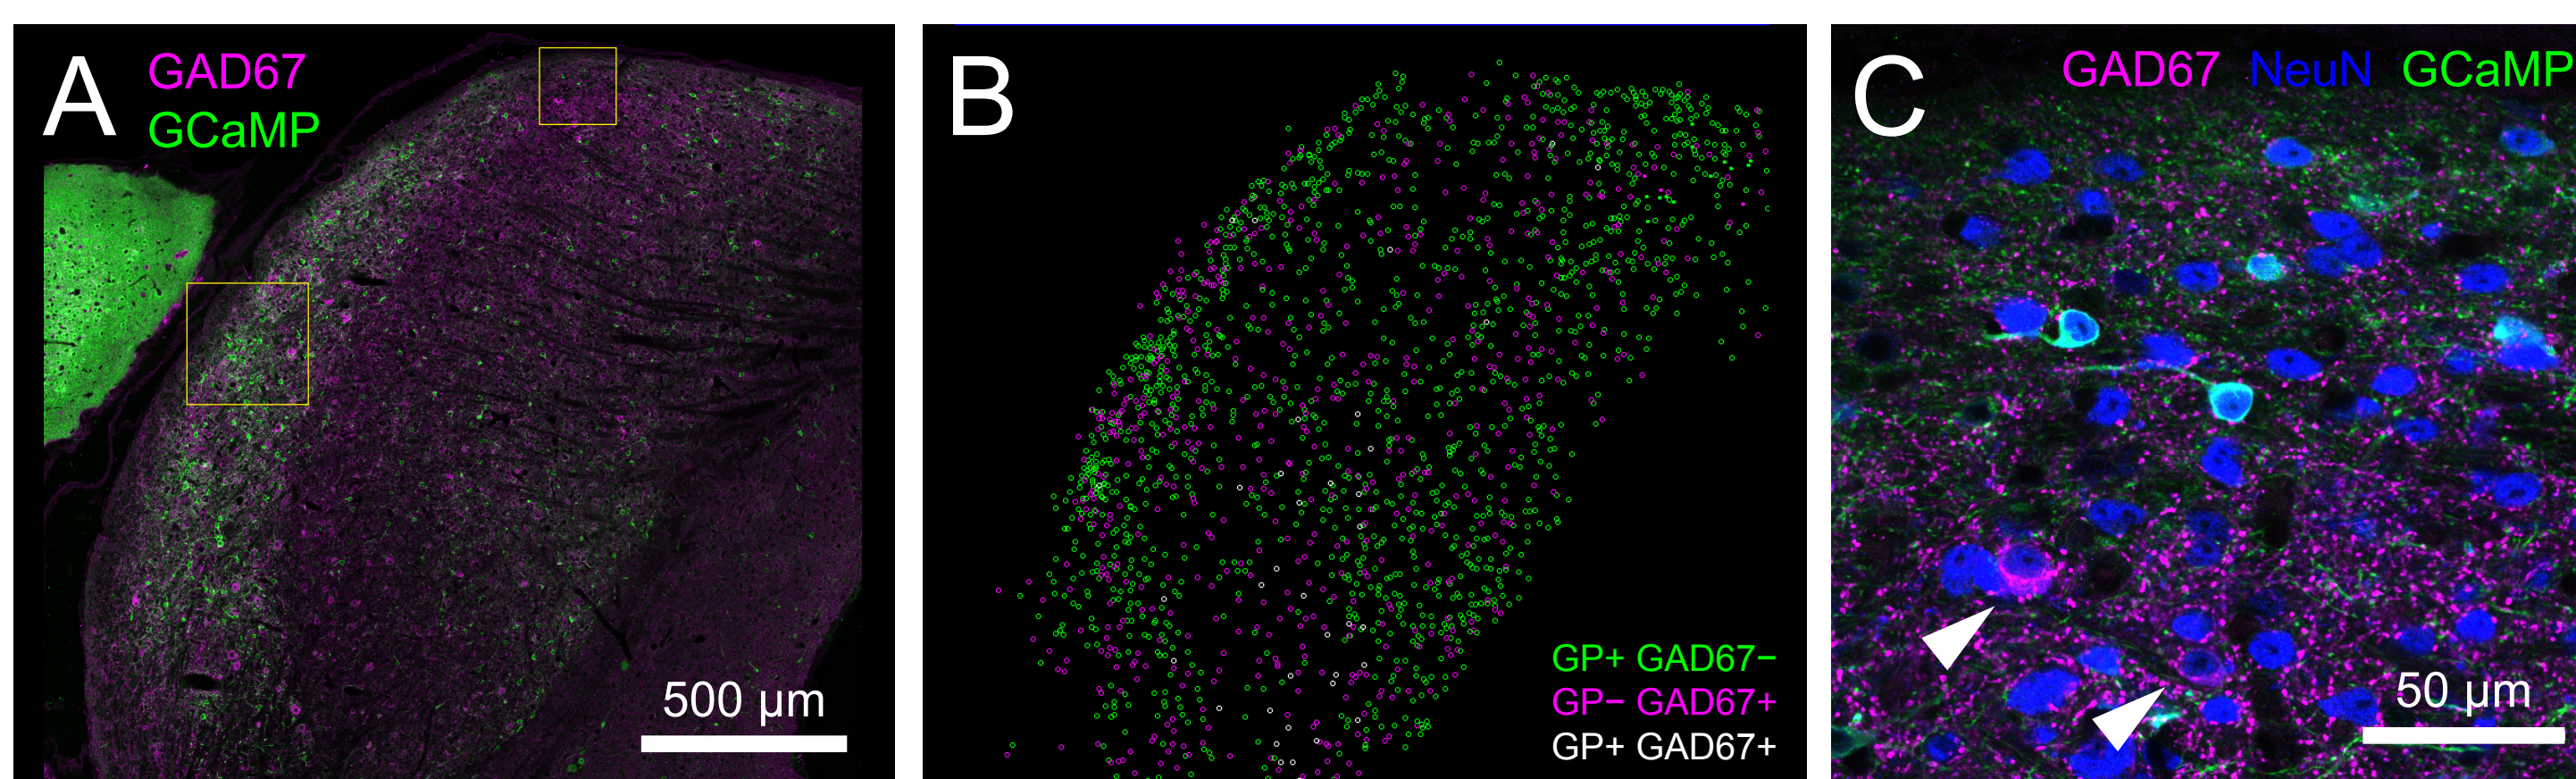 A
GAD67
GCaMP
500 µm
B
GP+ GAD67−
GP− GAD67+
GP+ GAD67+
C
GAD67 NeuN GCaMP
50 µm